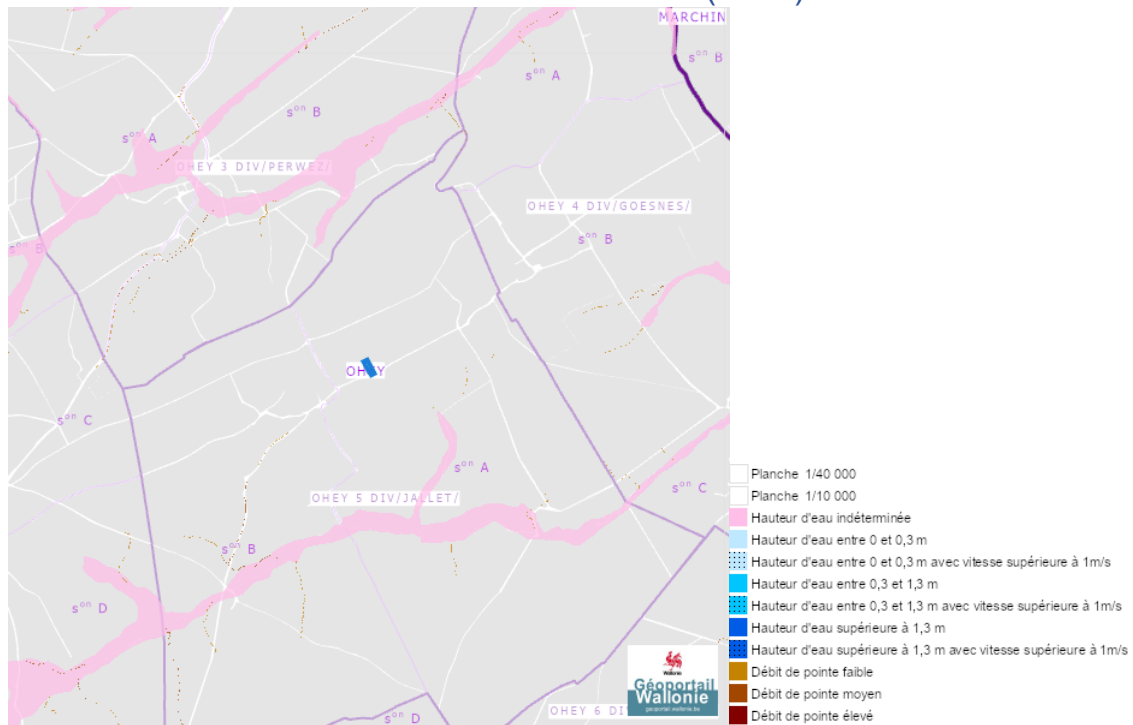 MARCHIN
sᵒⁿ B
sᵒⁿ A
sᵒⁿ B
sᵒⁿ A
OHEY 3 DIV/PERWEZ/
OHEY 4 DIV/GOESNES/
sᵒⁿ B
sᵒⁿ B
sᵒⁿ C
sᵒⁿ A
sᵒⁿ C
OHEY 5 DIV/JALLET/
sᵒⁿ B
sᵒⁿ D
sᵒⁿ D
Wallonie
Géoportail
Wallonie
geoportail.wallonie.be
Planche 1/40 000
Planche 1/10 000
Hauteur d'eau indéterminée
Hauteur d'eau entre 0 et 0,3 m
Hauteur d'eau entre 0 et 0,3 m avec vitesse supérieure à 1m/s
Hauteur d'eau entre 0,3 et 1,3 m
Hauteur d'eau entre 0,3 et 1,3 m avec vitesse supérieure à 1m/s
Hauteur d'eau supérieure à 1,3 m
Hauteur d'eau supérieure à 1,3 m avec vitesse supérieure à 1m/s
Débit de pointe faible
Débit de pointe moyen
Débit de pointe élevé